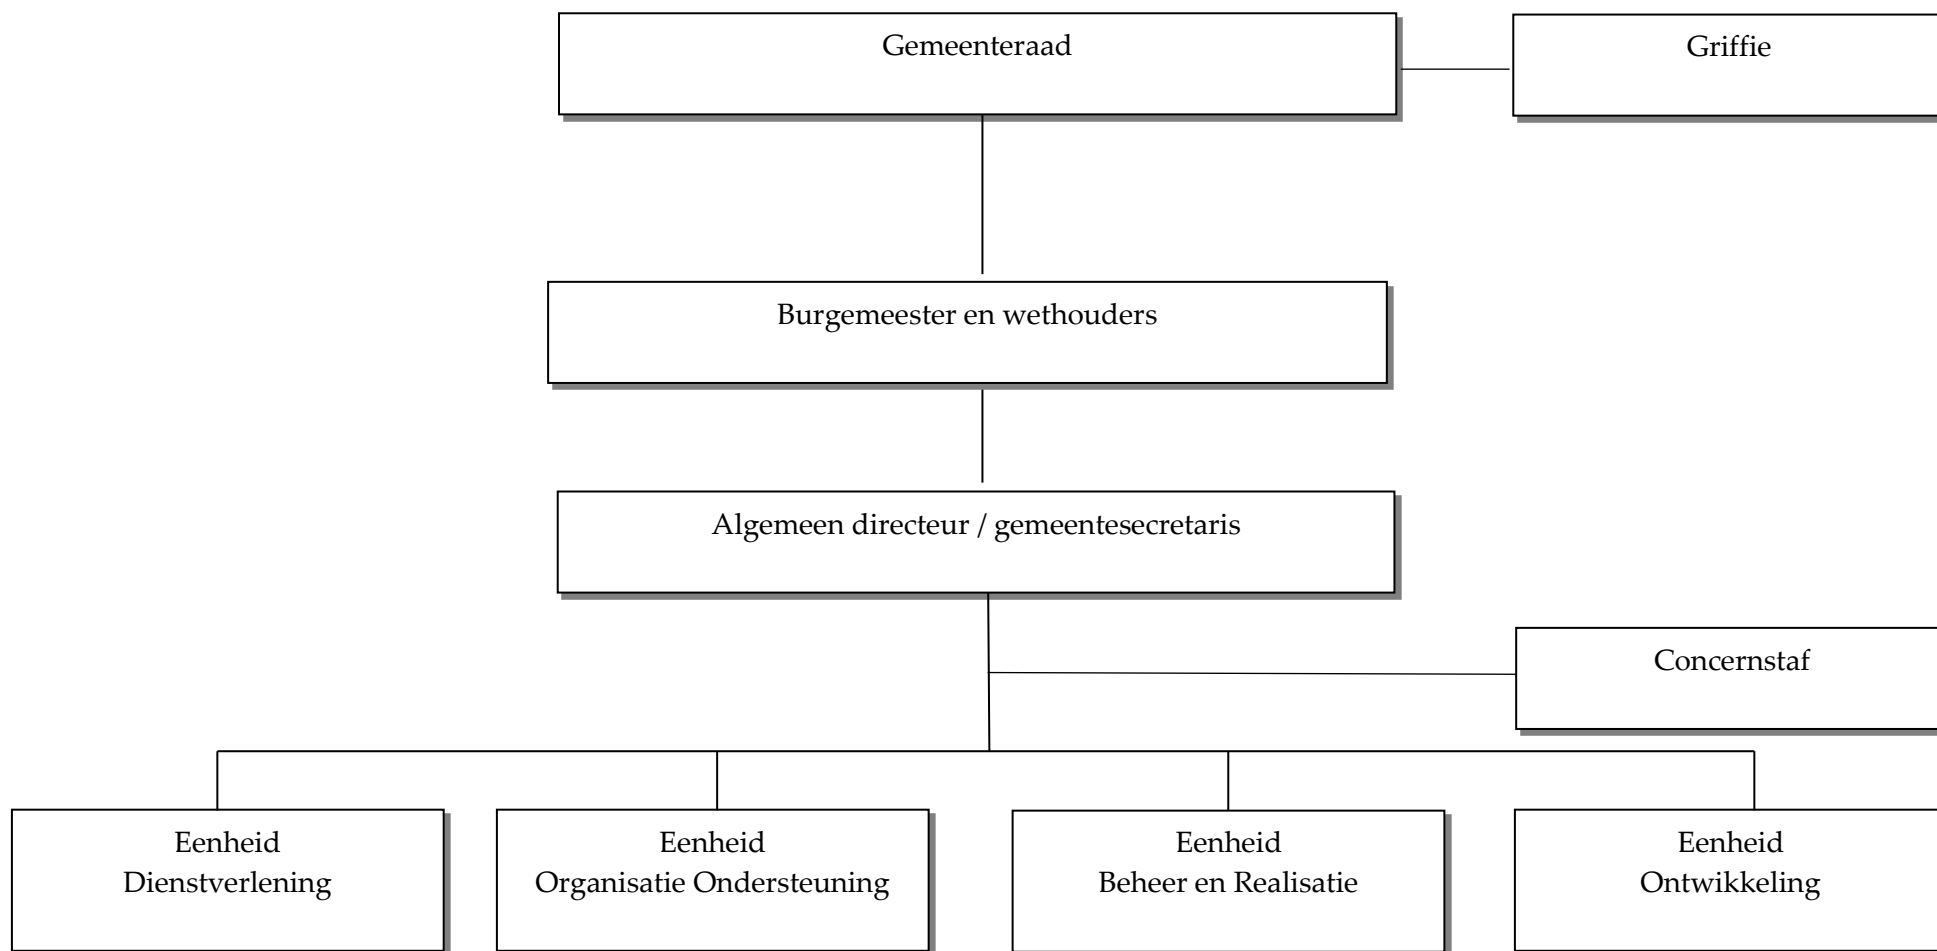 Gemeenteraad
Griffie
Burgemeester en wethouders
Algemeen directeur / gemeentesecretaris
Concernstaf
Eenheid
Dienstverlening
Eenheid
Organisatie Ondersteuning
Eenheid
Beheer en Realisatie
Eenheid
Ontwikkeling